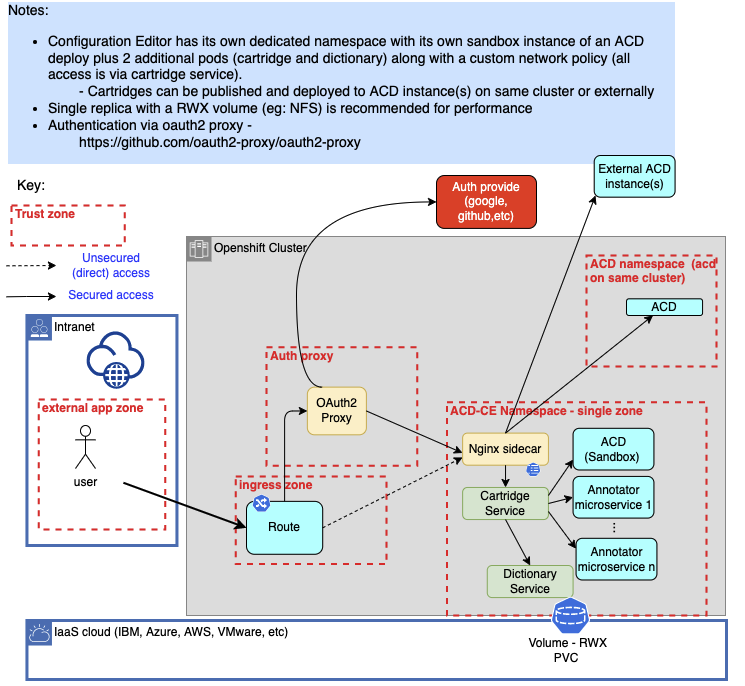 Notes:
• Configuration Editor has its own dedicated namespace with its own sandbox instance of an ACD
deploy plus 2 additional pods (cartridge and dictionary) along with a custom network policy (all
access is via cartridge service).
- Cartridges can be published and deployed to ACD instance(s) on same cluster or externally
• Single replica with a RWX volume (eg: NFS) is recommended for performance
• Authentication via oauth2 proxy -
https://github.com/oauth2-proxy/oauth2-proxy
Key:
Trust zone
Unsecured
(direct) access
Secured access
Auth provide
(google,
github,etc)
External ACD
instance(s)
Openshift Cluster
ACD namespace (acd
on same cluster)
ACD
Intranet
external app zone
user
Auth proxy
OAuth2
Proxy
ingress zone
Route
ACD-CE Namespace - single zone
Nginx sidecar
Cartridge
Service
Dictionary
Service
ACD
(Sandbox)
Annotator
microservice 1
...
Annotator
microservice n
IaaS cloud (IBM, Azure, AWS, VMware, etc)
Volume - RWX
PVC